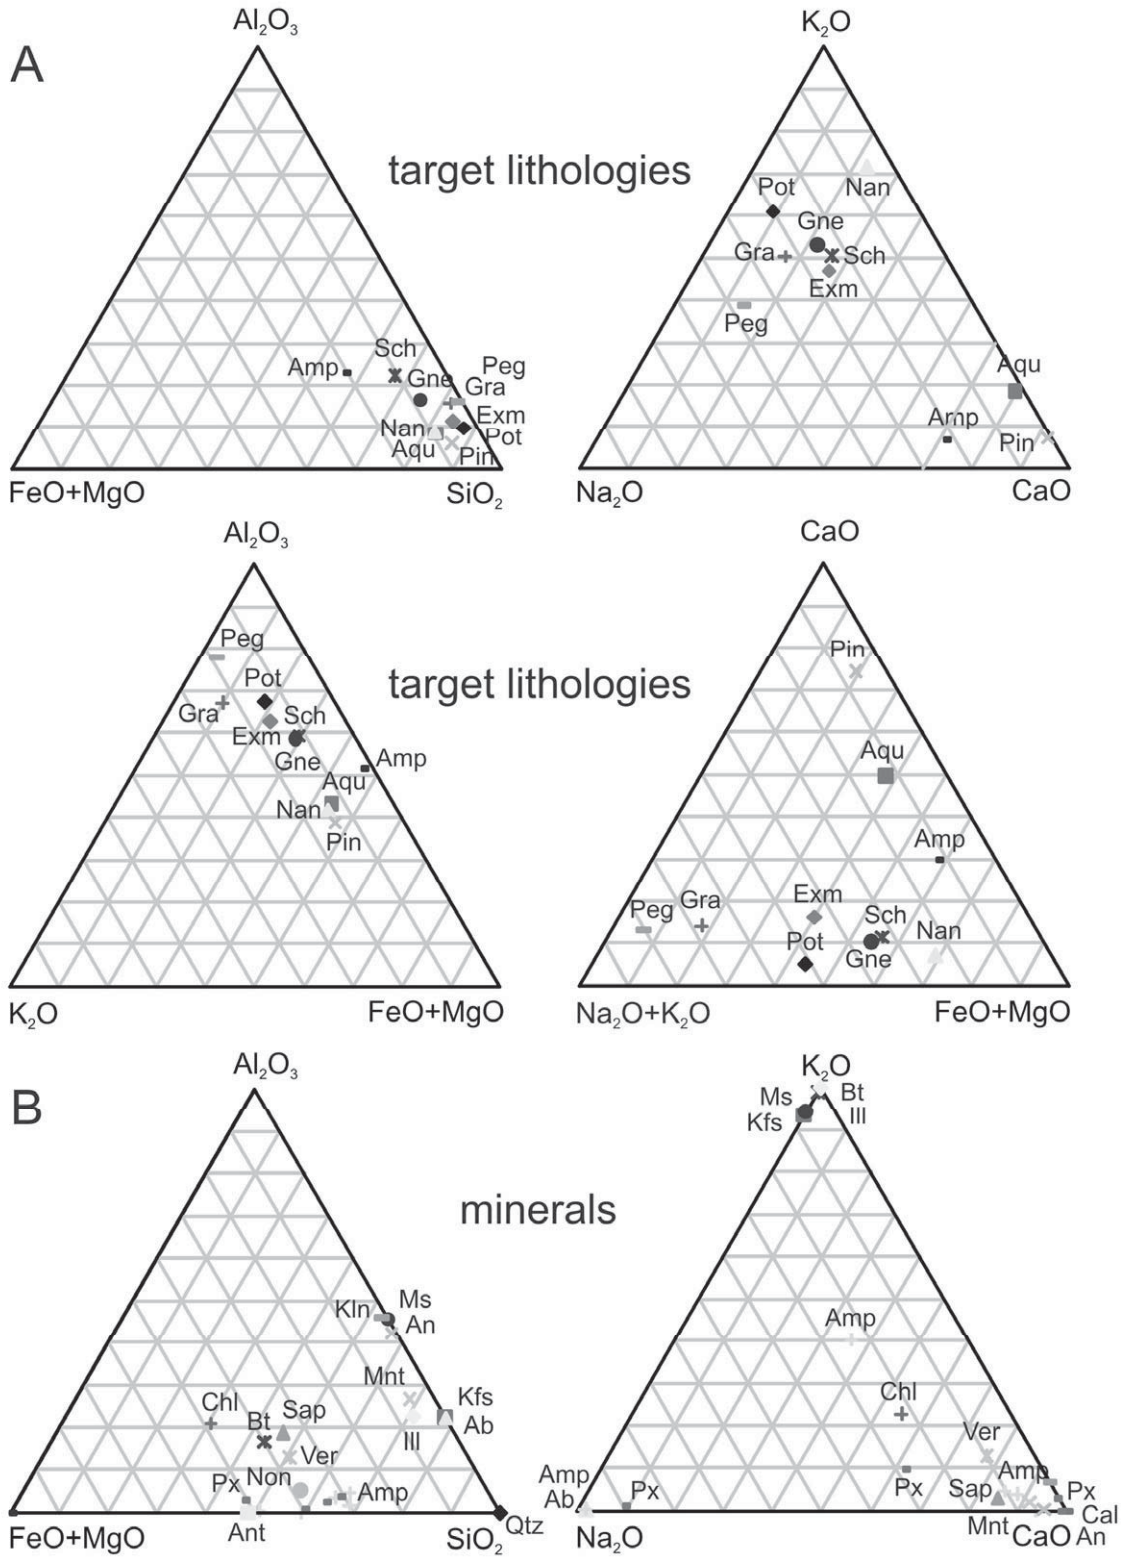 A
Al₂O₃
K₂O
target lithologies
Pot
Nan
Gne
Gra
Sch
Exm
Peg
Sch
Amp
Gne
Peg
Gra
Exm
Nan
Pot
Aqu
Pin
Aqu
Amp
Pin
FeO+MgO
SiO₂
Na₂O
CaO
Al₂O₃
CaO
target lithologies
Peg
Pot
Gra
Sch
Exm
Gne
Amp
Aqu
Nan
Pin
Pin
Aqu
Amp
Exm
Peg
Gra
Sch
Pot
Nan
Gne
K₂O
FeO+MgO
Na₂O+K₂O
FeO+MgO
B
Al₂O₃
K₂O
minerals
Ms
Bt
Kfs
Ill
Kln
Ms
An
Mnt
Kfs
Ab
Ill
Chl
Sap
Bt
Ver
Px
Non
Amp
Ant
Qtz
FeO+MgO
SiO₂
Amp
Chl
Ver
Amp
Amp
Ab
Px
Px
Sap
Px
Mnt
Cal
An
Na₂O
CaO